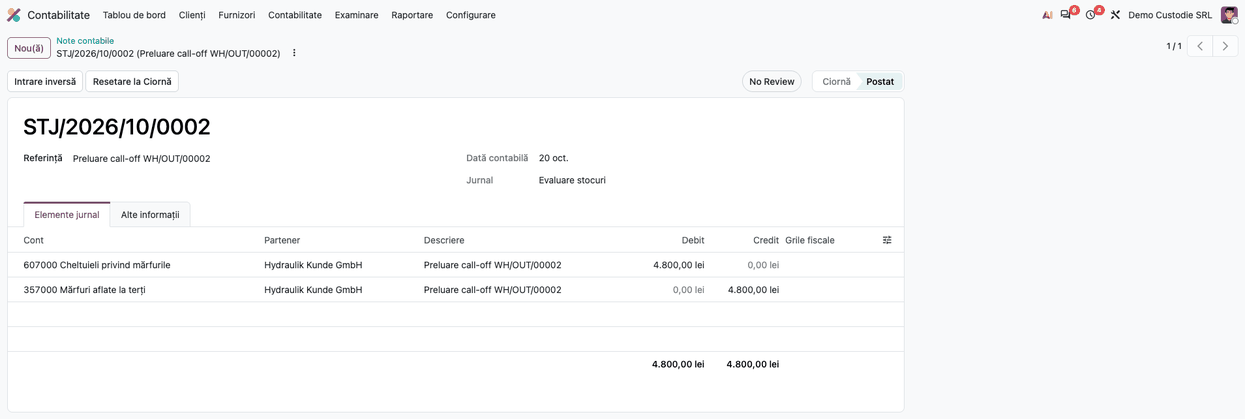 Contabilitate Tablou de bord Clienți Furnizori Contabilitate Examinare Raportare Configurare 6 4 Demo Custodie SRL
Nou(ă) Note contabile
STJ/2026/10/0002 (Preluare call-off WH/OUT/00002) 1 / 1
Intrare inversă Resetare la Ciornă No Review Ciornă Postat
STJ/2026/10/0002
Referință Preluare call-off WH/OUT/00002 Dată contabilă 20 oct.
Jurnal Evaluare stocuri
Elemente jurnal Alte informații
Cont Partener Descriere Debit Credit Grile fiscale
607000 Cheltuieli privind mărfurile Hydraulik Kunde GmbH Preluare call-off WH/OUT/00002 4.800,00 lei 0,00 lei
357000 Mărfuri aflate la terți Hydraulik Kunde GmbH Preluare call-off WH/OUT/00002 0,00 lei 4.800,00 lei
4.800,00 lei 4.800,00 lei